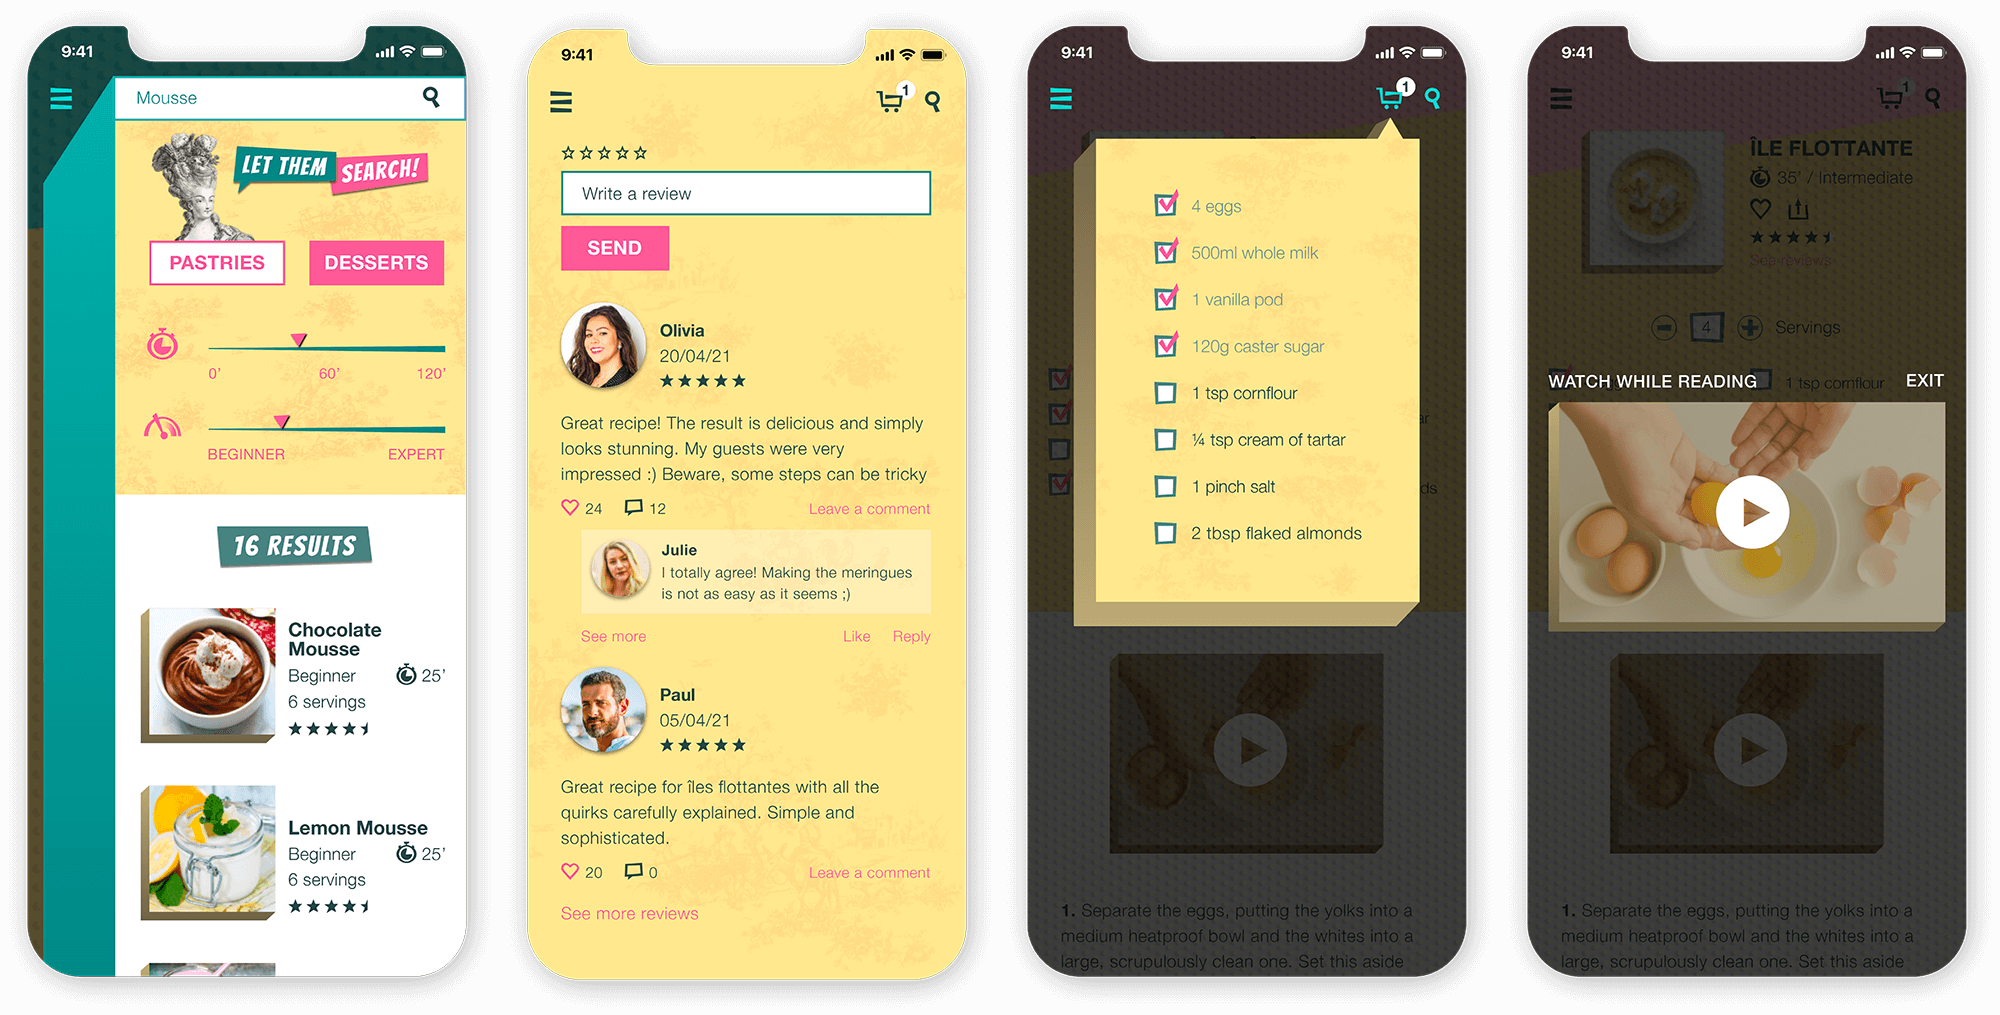 9:41
Mousse
LET THEM
SEARCH!
PASTRIES
DESSERTS
0'
60'
120'
BEGINNER
EXPERT
16 RESULTS
Chocolate
Mousse
Beginner
25'
6 servings
Lemon Mousse
Beginner
25'
6 servings
9:41
1
Write a review
SEND
Olivia
20/04/21
Great recipe! The result is delicious and simply
looks stunning. My guests were very
impressed :) Beware, some steps can be tricky
24
12
Leave a comment
Julie
I totally agree! Making the meringues
is not as easy as it seems ;)
See more
Like
Reply
Paul
05/04/21
Great recipe for îles flottantes with all the
quirks carefully explained. Simple and
sophisticated.
20
0
Leave a comment
See more reviews
9:41
1
4 eggs
500ml whole milk
1 vanilla pod
120g caster sugar
1 tsp cornflour
¼ tsp cream of tartar
1 pinch salt
2 tbsp flaked almonds
1. Separate the eggs, putting the yolks into a
medium heatproof bowl and the whites into a
large, scrupulously clean one. Set this aside
9:41
1
ÎLE FLOTTANTE
35' / Intermediate
See reviews
4
Servings
1 tsp cornflour
WATCH WHILE READING
EXIT
1. Separate the eggs, putting the yolks into a
medium heatproof bowl and the whites into a
large, scrupulously clean one. Set this aside